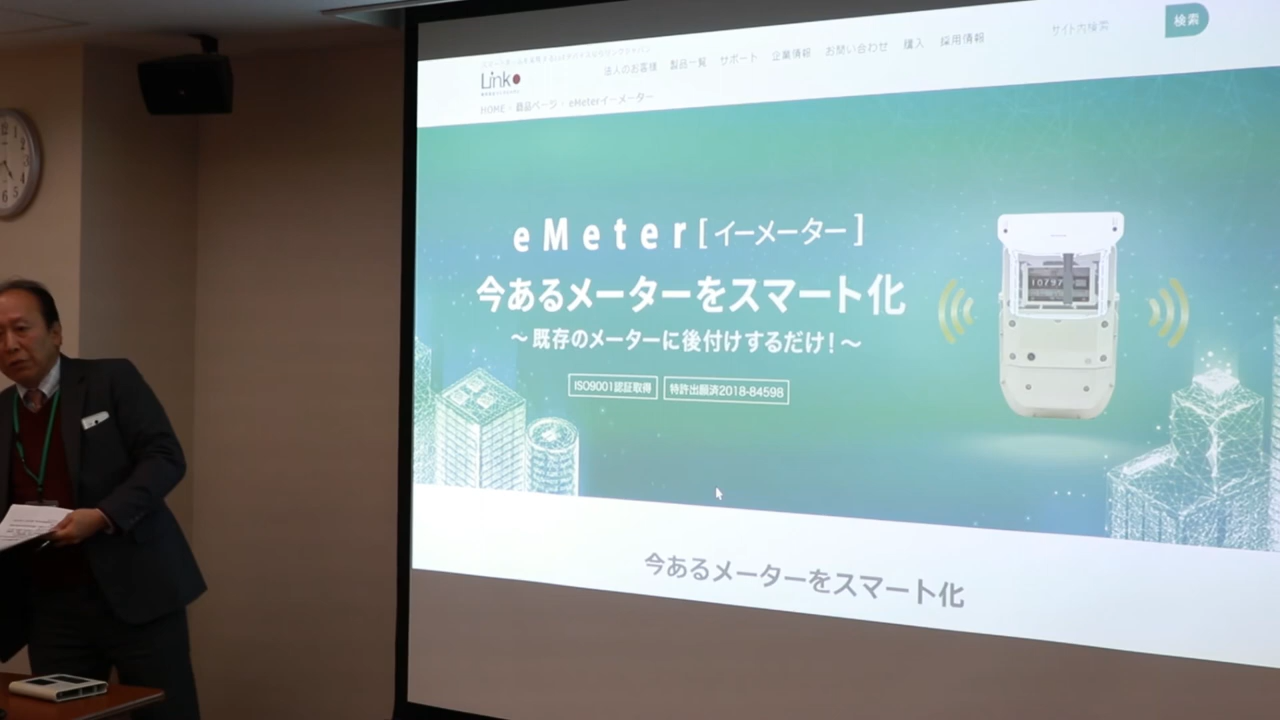 Link
法人のお客様 製品一覧 サポート 企業情報 お問い合わせ 購入 採用情報
サイト内検索
検索
HOME › 商品ページ › eMeterイーメーター
eMeter[イーメーター]
今あるメーターをスマート化
～既存のメーターに後付けするだけ!～
ISO9001認証取得 特許出願済2018-84598
10797
今あるメーターをスマート化